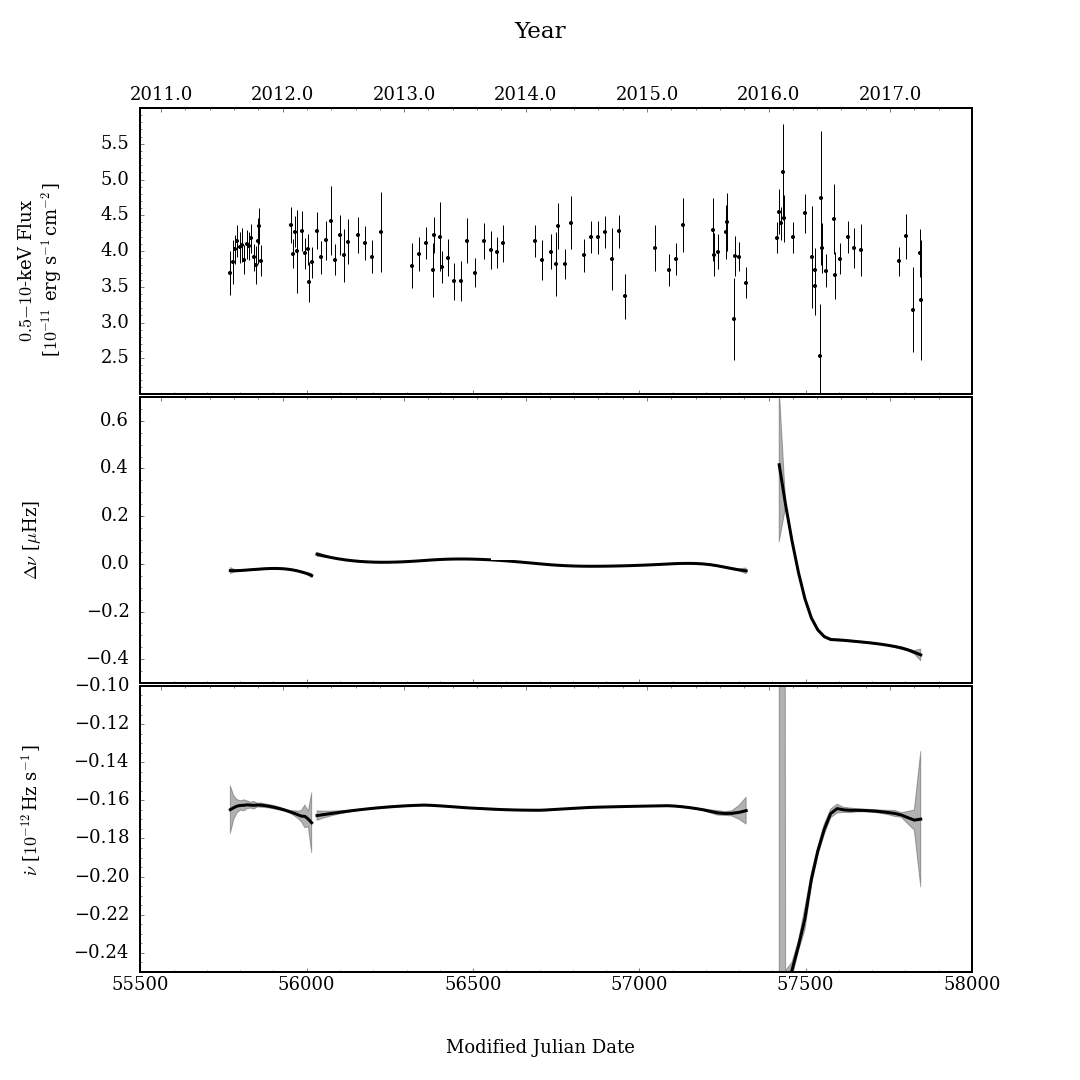 Year
2011.0 2012.0 2013.0 2014.0 2015.0 2016.0 2017.0
0.5−10-keV Flux
[10⁻¹¹ erg s⁻¹ cm⁻²]
5.5
5.0
4.5
4.0
3.5
3.0
2.5
Δν [μHz]
0.6
0.4
0.2
0.0
−0.2
−0.4
ν̇ [10⁻¹² Hz s⁻¹]
−0.10
−0.12
−0.14
−0.16
−0.18
−0.20
−0.22
−0.24
55500 56000 56500 57000 57500 58000
Modified Julian Date